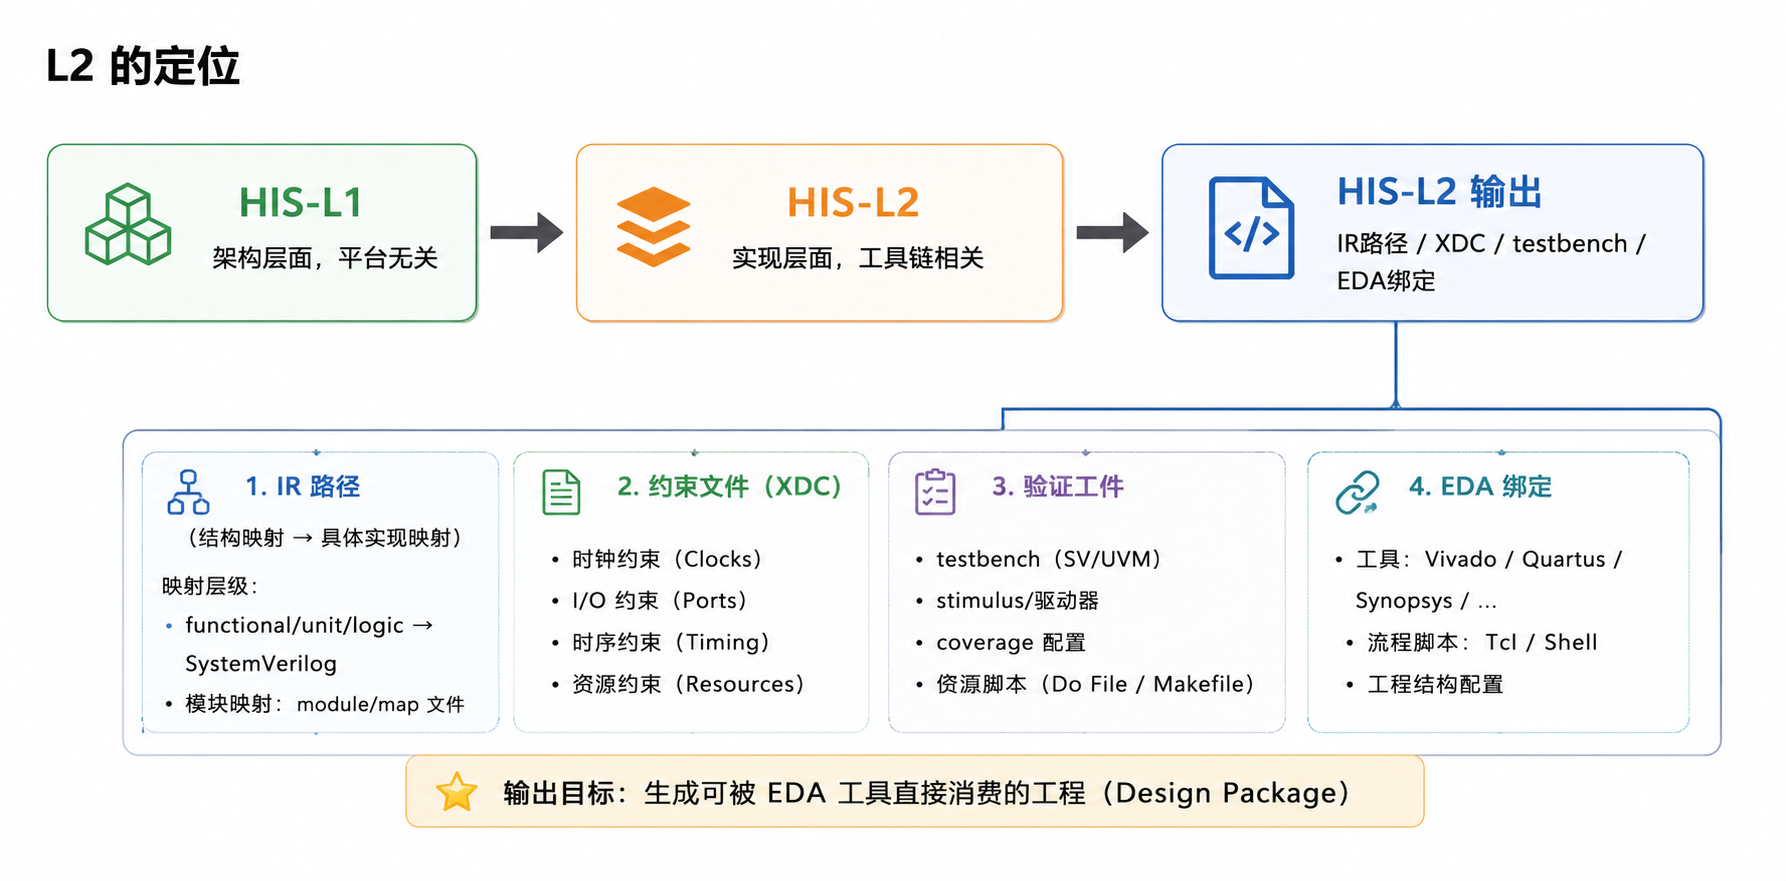 L2 的定位
HIS-L1
架构层面，平台无关
HIS-L2
实现层面，工具链相关
HIS-L2 输出
IR路径 / XDC / testbench /
EDA绑定
</>
1. IR 路径
（结构映射 → 具体实现映射）
映射层级：
• functional/unit/logic →
SystemVerilog
• 模块映射：module/map 文件
2. 约束文件（XDC）
• 时钟约束（Clocks）
• I/O 约束（Ports）
• 时序约束（Timing）
• 资源约束（Resources）
3. 验证工件
• testbench（SV/UVM）
• stimulus/驱动器
• coverage 配置
• 资源脚本（Do File / Makefile）
4. EDA 绑定
• 工具：Vivado / Quartus /
Synopsys / ...
• 流程脚本：Tcl / Shell
• 工程结构配置
输出目标：生成可被 EDA 工具直接消费的工程（Design Package）